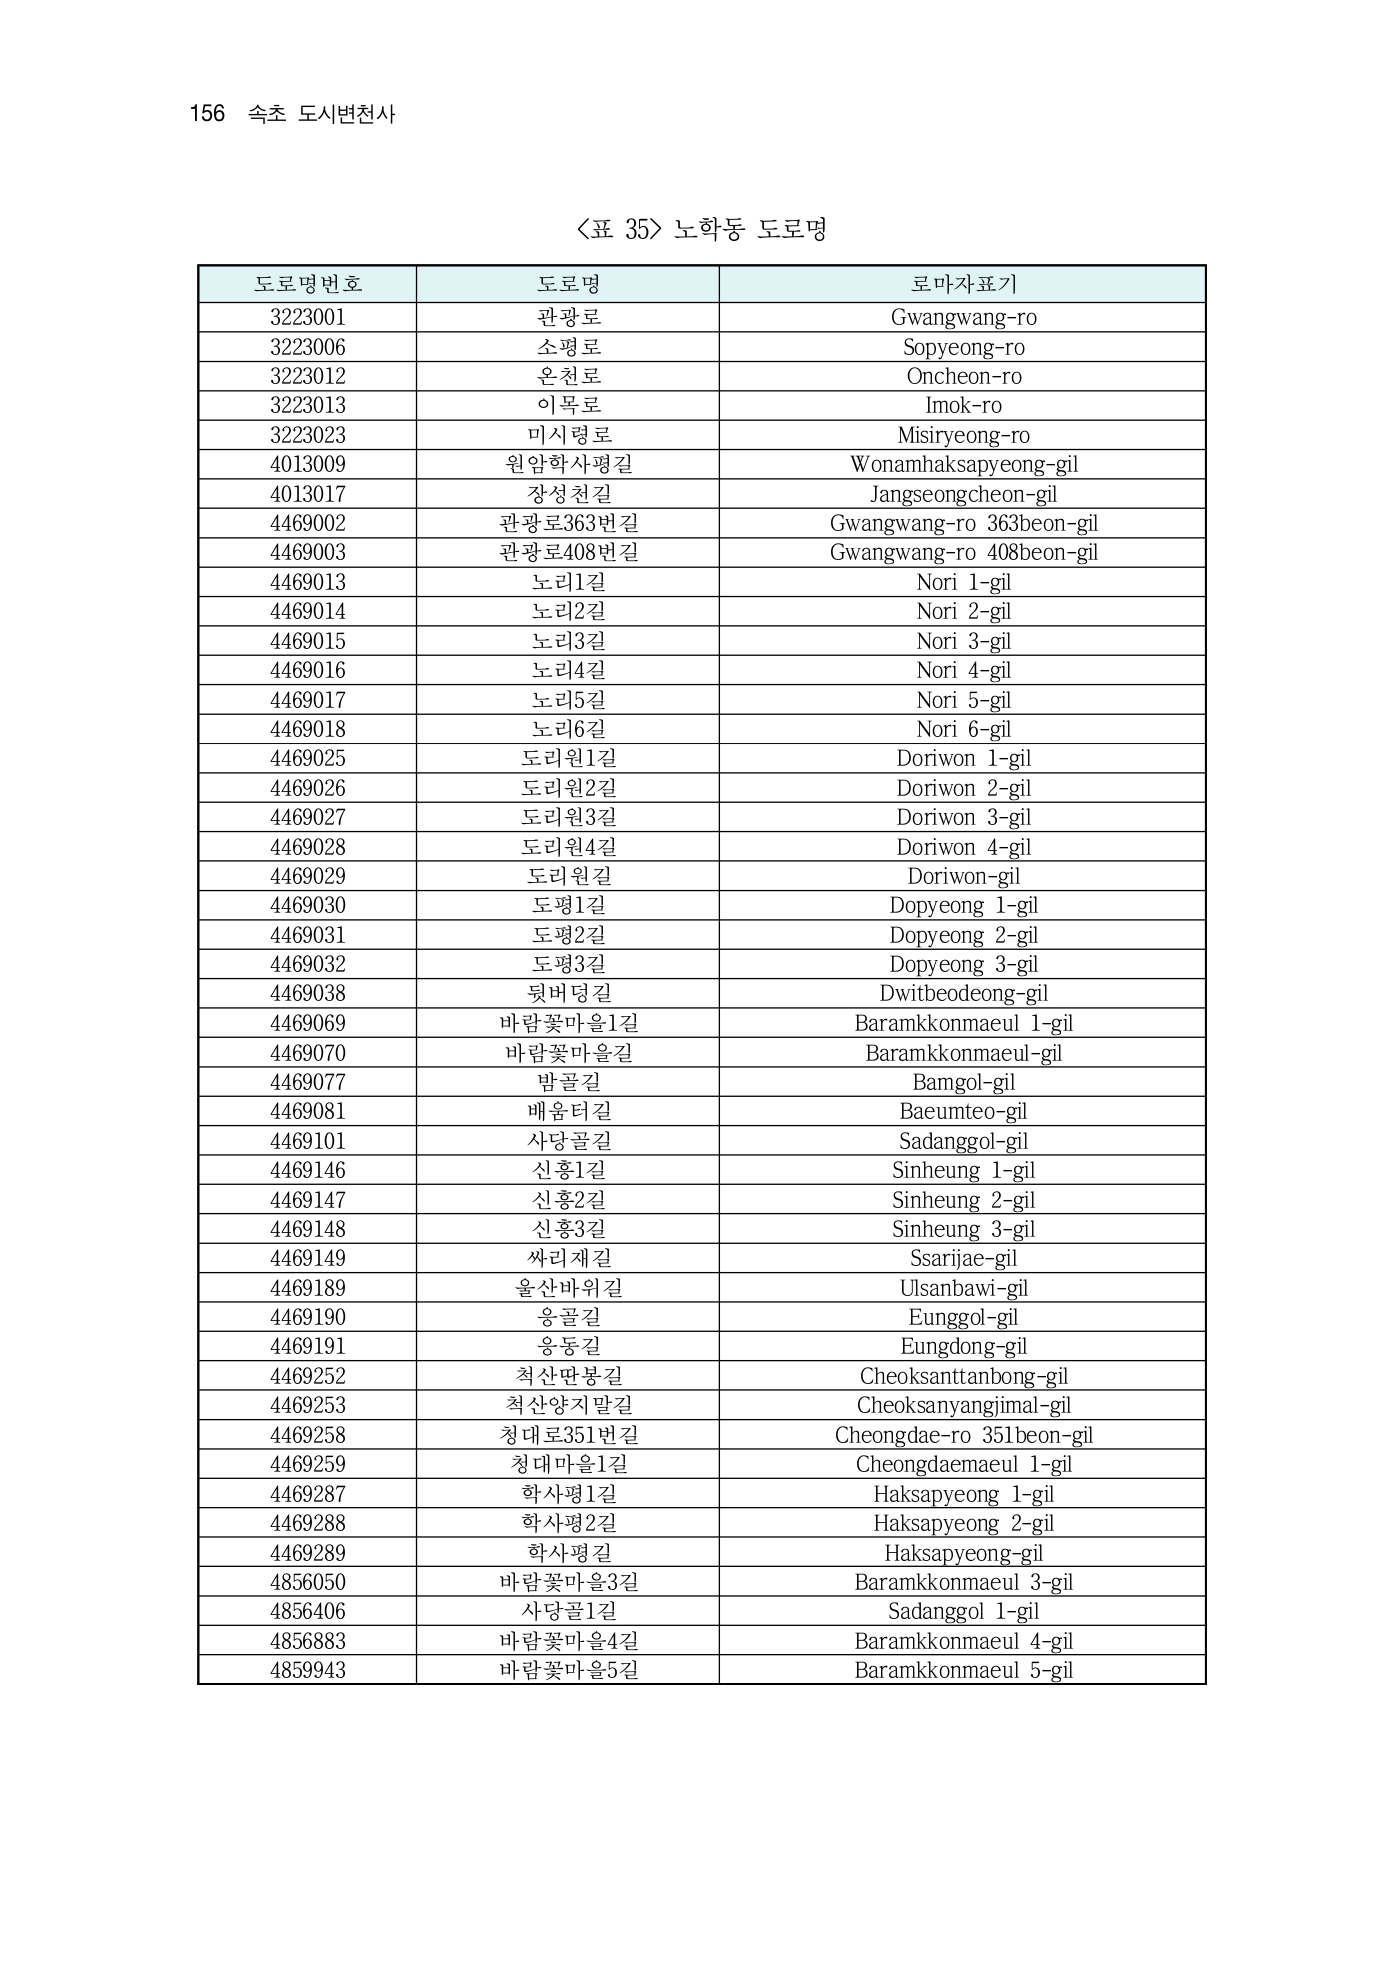 156 속초 도시변천사
<표 35> 노학동 도로명
도로명번호 도로명 로마자표기
3223001 관광로 Gwangwang-ro
3223006 소평로 Sopyeong-ro
3223012 온천로 Oncheon-ro
3223013 이목로 Imok-ro
3223023 미시령로 Misiryeong-ro
4013009 원암학사평길 Wonamhaksapyeong-gil
4013017 장성천길 Jangseongcheon-gil
4469002 관광로363번길 Gwangwang-ro 363beon-gil
4469003 관광로408번길 Gwangwang-ro 408beon-gil
4469013 노리1길 Nori 1-gil
4469014 노리2길 Nori 2-gil
4469015 노리3길 Nori 3-gil
4469016 노리4길 Nori 4-gil
4469017 노리5길 Nori 5-gil
4469018 노리6길 Nori 6-gil
4469025 도리원1길 Doriwon 1-gil
4469026 도리원2길 Doriwon 2-gil
4469027 도리원3길 Doriwon 3-gil
4469028 도리원4길 Doriwon 4-gil
4469029 도리원길 Doriwon-gil
4469030 도평1길 Dopyeong 1-gil
4469031 도평2길 Dopyeong 2-gil
4469032 도평3길 Dopyeong 3-gil
4469038 뒷버덩길 Dwitbeodeong-gil
4469069 바람꽃마을1길 Baramkkonmaeul 1-gil
4469070 바람꽃마을길 Baramkkonmaeul-gil
4469077 밤골길 Bamgol-gil
4469081 배움터길 Baeumteo-gil
4469101 사당골길 Sadanggol-gil
4469146 신흥1길 Sinheung 1-gil
4469147 신흥2길 Sinheung 2-gil
4469148 신흥3길 Sinheung 3-gil
4469149 싸리재길 Ssarijae-gil
4469189 울산바위길 Ulsanbawi-gil
4469190 응골길 Eunggol-gil
4469191 응동길 Eungdong-gil
4469252 척산딴봉길 Cheoksanttanbong-gil
4469253 척산양지말길 Cheoksanyangjimal-gil
4469258 청대로351번길 Cheongdae-ro 351beon-gil
4469259 청대마을1길 Cheongdaemaeul 1-gil
4469287 학사평1길 Haksapyeong 1-gil
4469288 학사평2길 Haksapyeong 2-gil
4469289 학사평길 Haksapyeong-gil
4856050 바람꽃마을3길 Baramkkonmaeul 3-gil
4856406 사당골1길 Sadanggol 1-gil
4856883 바람꽃마을4길 Baramkkonmaeul 4-gil
4859943 바람꽃마을5길 Baramkkonmaeul 5-gil